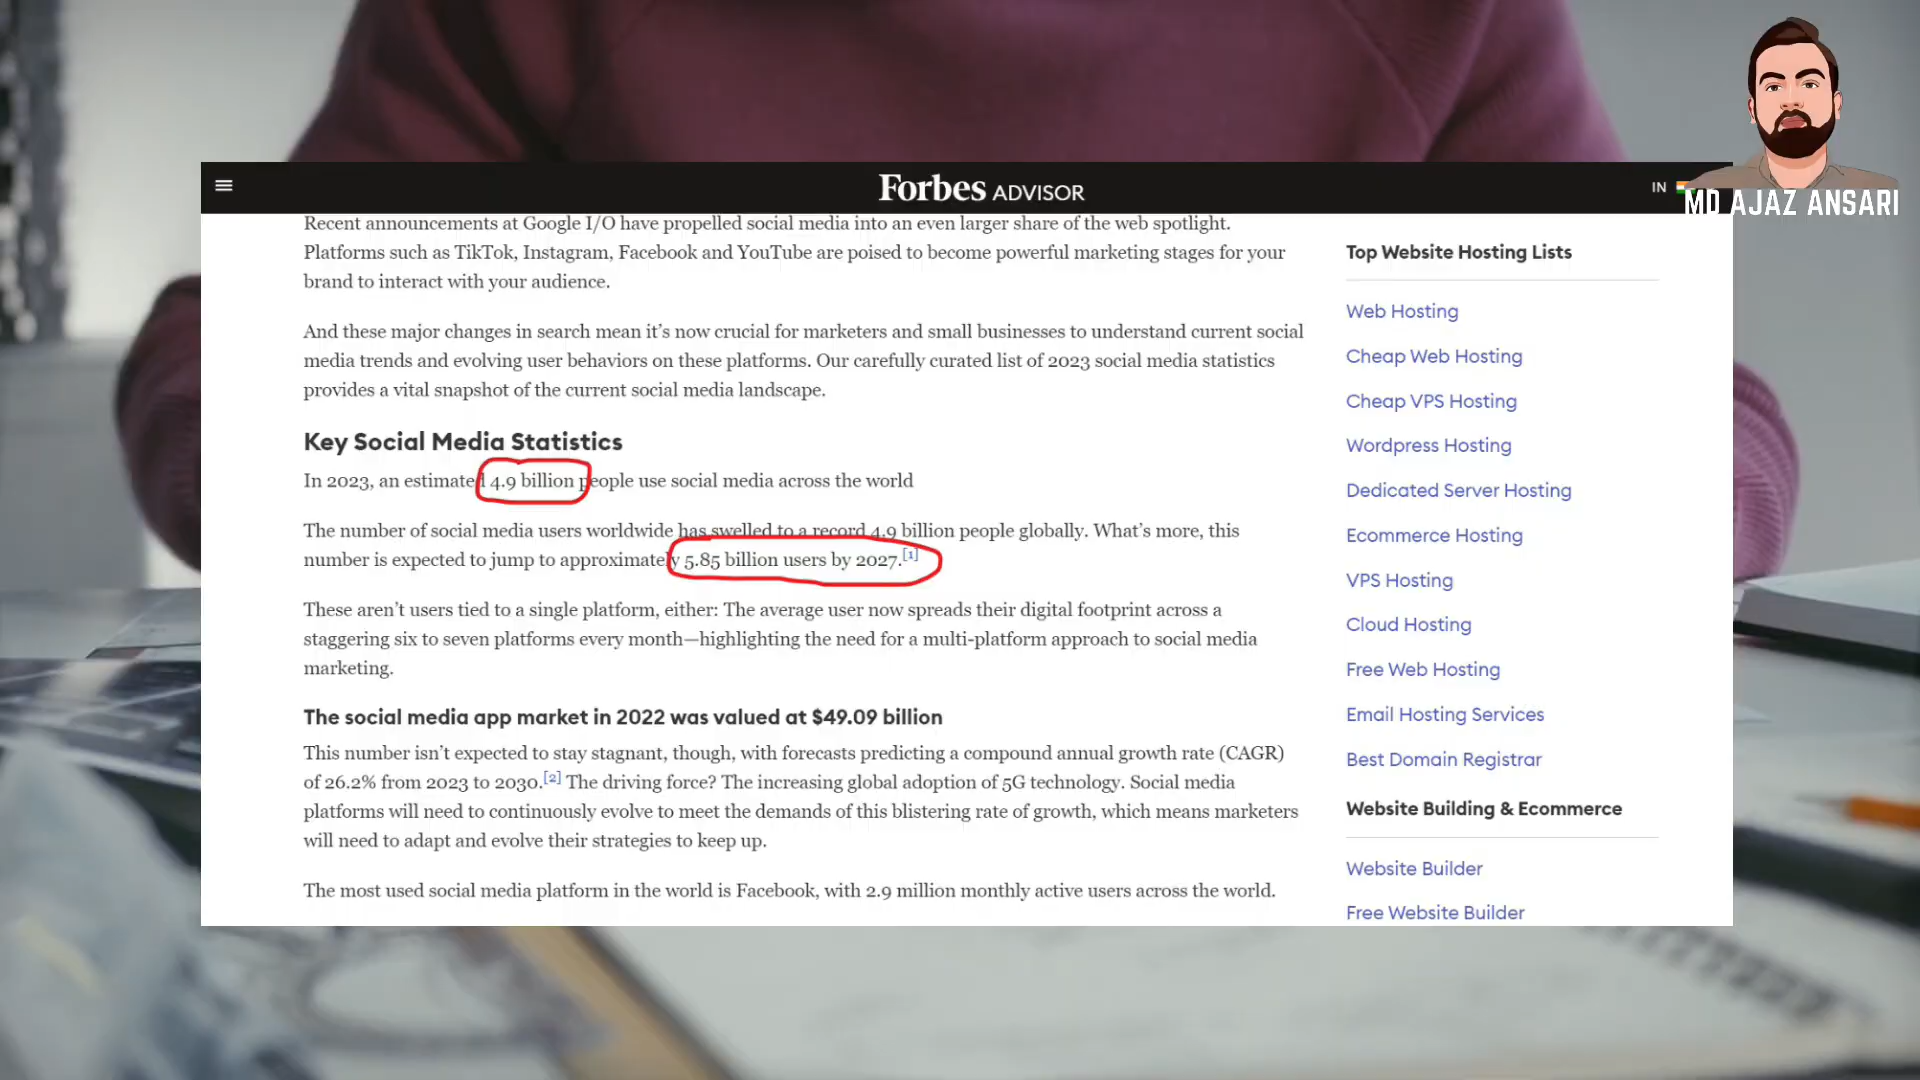 Forbes ADVISOR
IN
MD AJAZ ANSARI
Recent announcements at Google I/O have propelled social media into an even larger share of the web spotlight.
Platforms such as TikTok, Instagram, Facebook and YouTube are poised to become powerful marketing stages for your
brand to interact with your audience.
And these major changes in search mean it’s now crucial for marketers and small businesses to understand current social
media trends and evolving user behaviors on these platforms. Our carefully curated list of 2023 social media statistics
provides a vital snapshot of the current social media landscape.
Key Social Media Statistics
In 2023, an estimated 4.9 billion people use social media across the world
The number of social media users worldwide has swelled to a record 4.9 billion people globally. What’s more, this
number is expected to jump to approximately 5.85 billion users by 2027.[1]
These aren’t users tied to a single platform, either: The average user now spreads their digital footprint across a
staggering six to seven platforms every month—highlighting the need for a multi-platform approach to social media
marketing.
The social media app market in 2022 was valued at $49.09 billion
This number isn’t expected to stay stagnant, though, with forecasts predicting a compound annual growth rate (CAGR)
of 26.2% from 2023 to 2030.[2] The driving force? The increasing global adoption of 5G technology. Social media
platforms will need to continuously evolve to meet the demands of this blistering rate of growth, which means marketers
will need to adapt and evolve their strategies to keep up.
The most used social media platform in the world is Facebook, with 2.9 million monthly active users across the world.
Top Website Hosting Lists
Web Hosting
Cheap Web Hosting
Cheap VPS Hosting
Wordpress Hosting
Dedicated Server Hosting
Ecommerce Hosting
VPS Hosting
Cloud Hosting
Free Web Hosting
Email Hosting Services
Best Domain Registrar
Website Building & Ecommerce
Website Builder
Free Website Builder